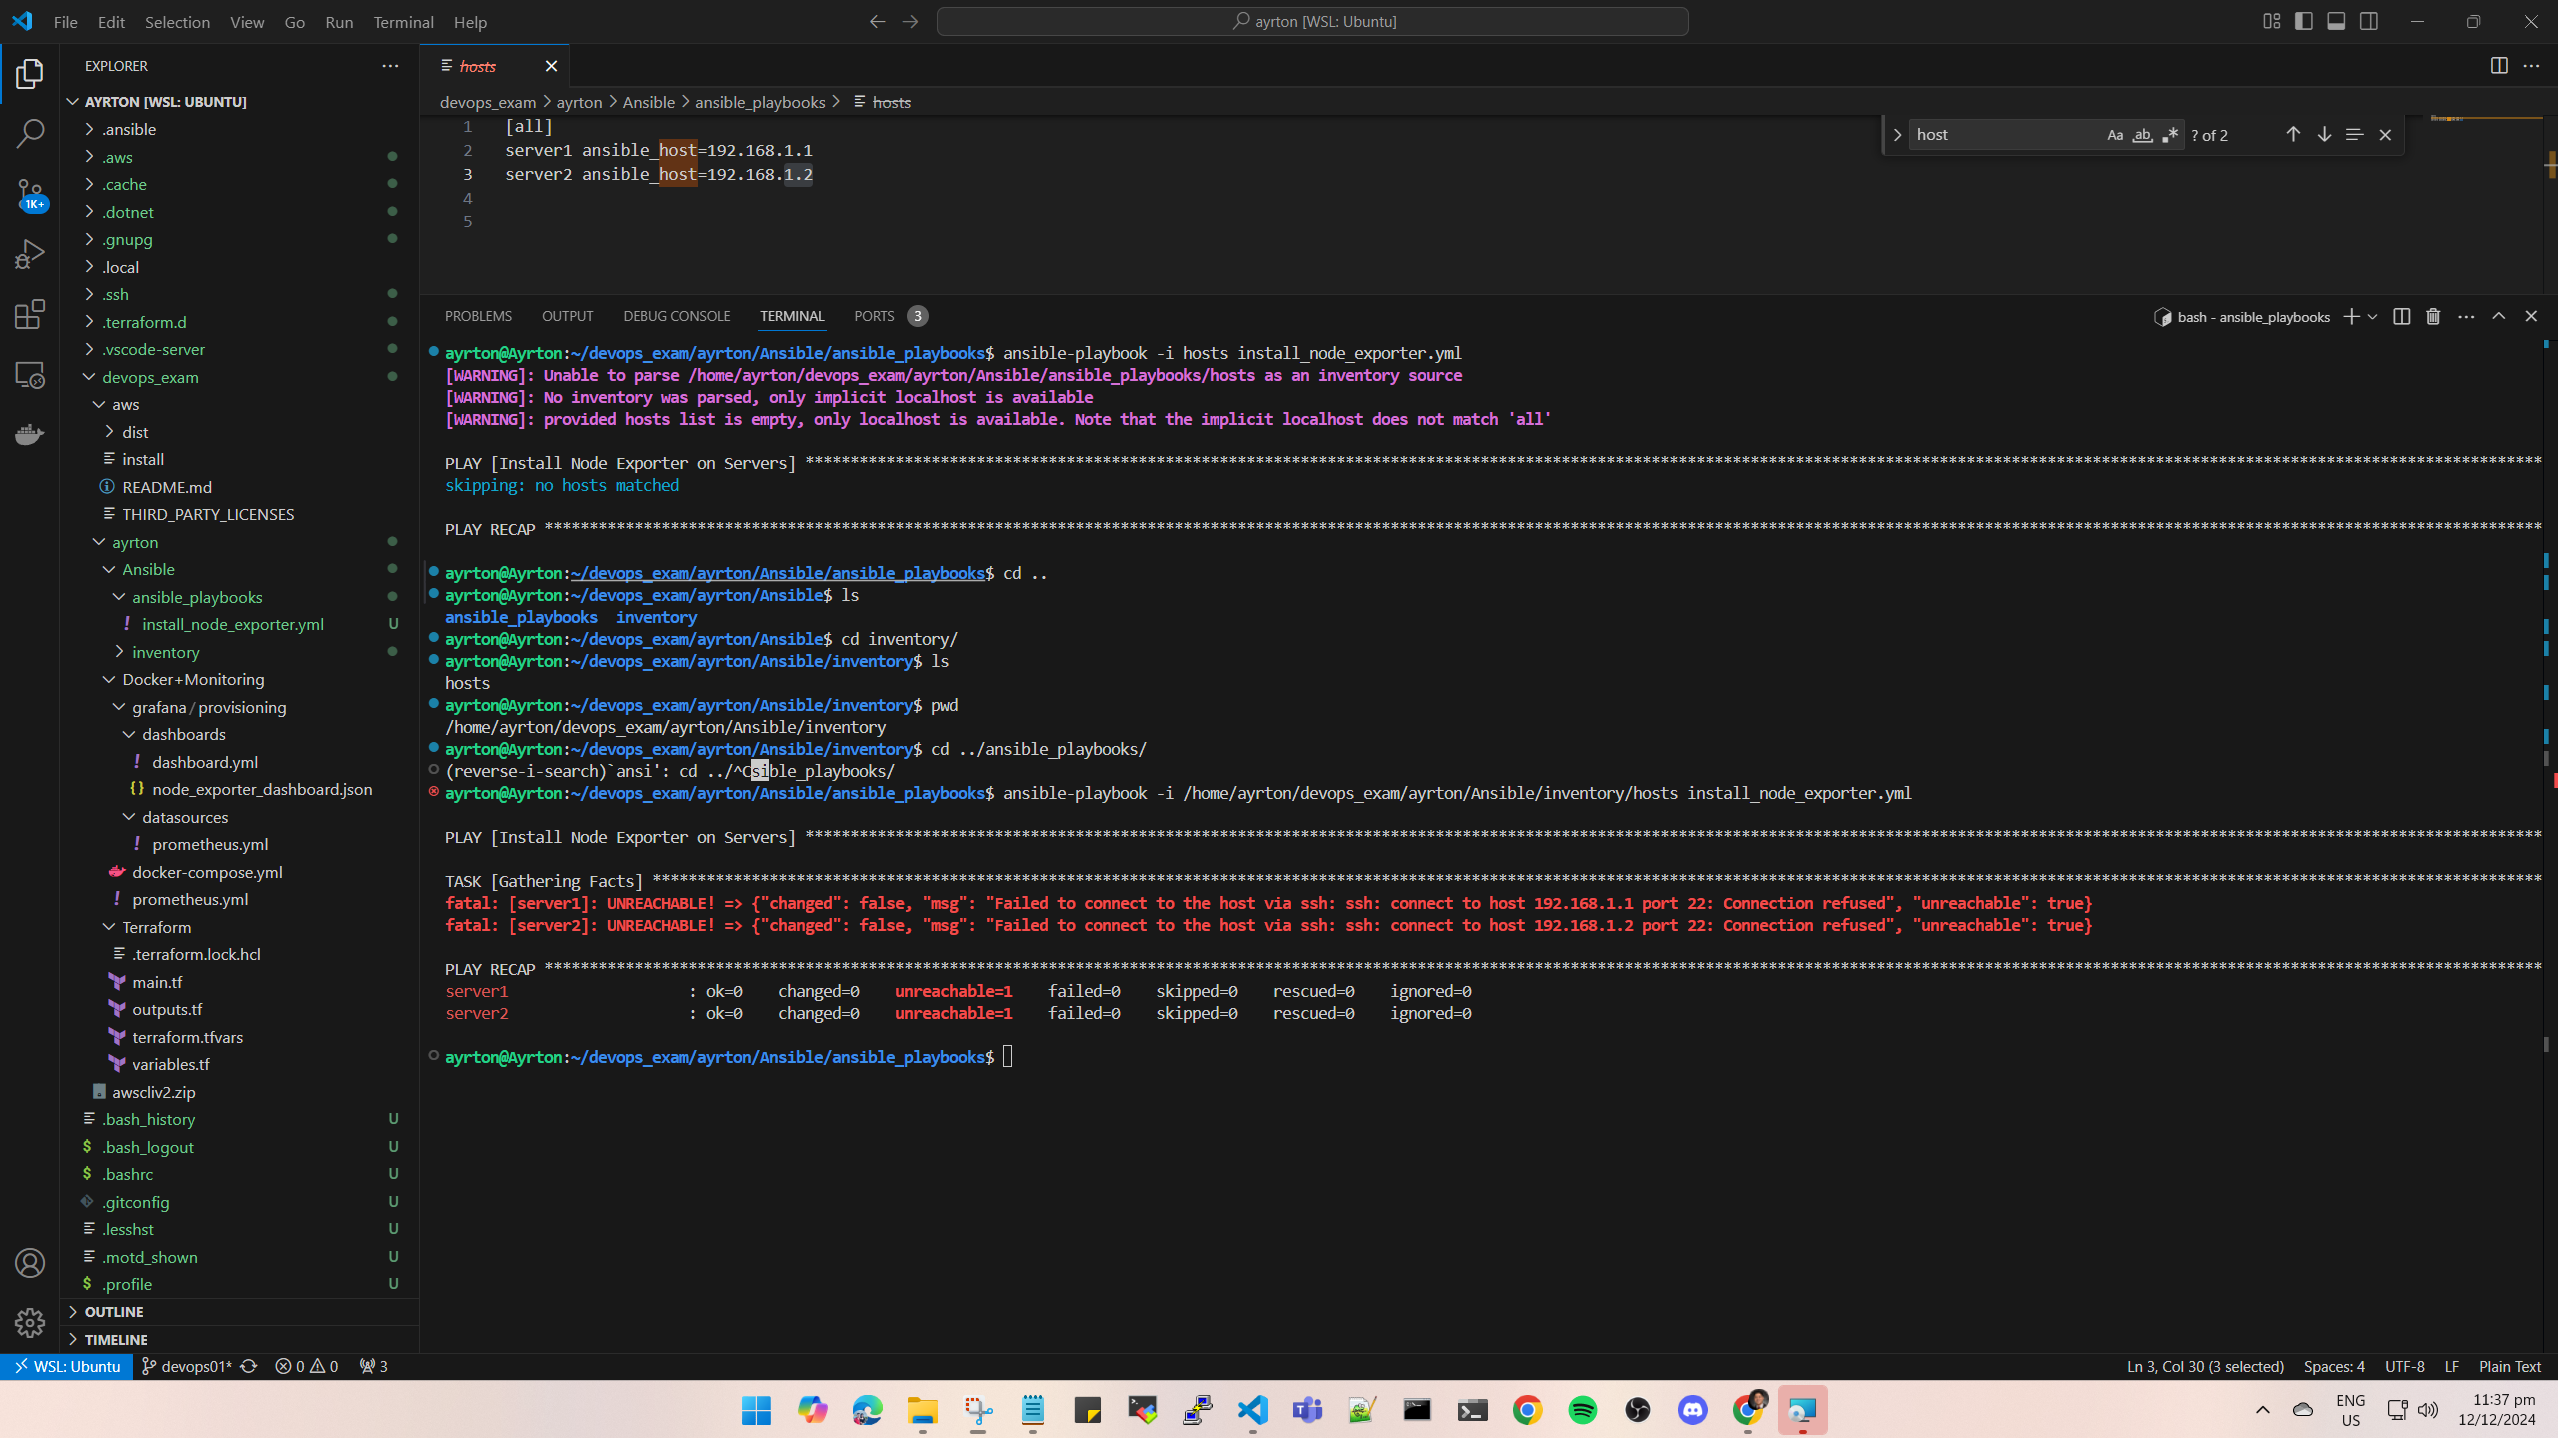 File Edit Selection View Go Run Terminal Help
ayrton [WSL: Ubuntu]
EXPLORER
hosts
AYRTON [WSL: UBUNTU]
.ansible
.aws
.cache
.dotnet
.gnupg
.local
.ssh
.terraform.d
.vscode-server
devops_exam
aws
dist
install
README.md
THIRD_PARTY_LICENSES
ayrton
Ansible
ansible_playbooks
install_node_exporter.yml U
inventory
Docker+Monitoring
grafana / provisioning
dashboards
dashboard.yml
node_exporter_dashboard.json
datasources
prometheus.yml
docker-compose.yml
prometheus.yml
Terraform
.terraform.lock.hcl
main.tf
outputs.tf
terraform.tfvars
variables.tf
awscliv2.zip
.bash_history U
.bash_logout U
.bashrc U
.gitconfig U
.lesshst U
.motd_shown U
.profile U
OUTLINE
TIMELINE
1K+
devops_exam > ayrton > Ansible > ansible_playbooks > hosts
1 [all]
2 server1 ansible_host=192.168.1.1
3 server2 ansible_host=192.168.1.2
4
5
host Aa ab .* ? of 2
PROBLEMS OUTPUT DEBUG CONSOLE TERMINAL PORTS 3
bash - ansible_playbooks
ayrton@Ayrton:~/devops_exam/ayrton/Ansible/ansible_playbooks$ ansible-playbook -i hosts install_node_exporter.yml
[WARNING]: Unable to parse /home/ayrton/devops_exam/ayrton/Ansible/ansible_playbooks/hosts as an inventory source
[WARNING]: No inventory was parsed, only implicit localhost is available
[WARNING]: provided hosts list is empty, only localhost is available. Note that the implicit localhost does not match 'all'
PLAY [Install Node Exporter on Servers] ****
skipping: no hosts matched
PLAY RECAP ****
ayrton@Ayrton:~/devops_exam/ayrton/Ansible/ansible_playbooks$ cd ..
ayrton@Ayrton:~/devops_exam/ayrton/Ansible$ ls
ansible_playbooks inventory
ayrton@Ayrton:~/devops_exam/ayrton/Ansible$ cd inventory/
ayrton@Ayrton:~/devops_exam/ayrton/Ansible/inventory$ ls
hosts
ayrton@Ayrton:~/devops_exam/ayrton/Ansible/inventory$ pwd
/home/ayrton/devops_exam/ayrton/Ansible/inventory
ayrton@Ayrton:~/devops_exam/ayrton/Ansible/inventory$ cd ../ansible_playbooks/
(reverse-i-search)`ansi': cd ../^Csible_playbooks/
ayrton@Ayrton:~/devops_exam/ayrton/Ansible/ansible_playbooks$ ansible-playbook -i /home/ayrton/devops_exam/ayrton/Ansible/inventory/hosts install_node_exporter.yml
PLAY [Install Node Exporter on Servers] ****
TASK [Gathering Facts] ****
fatal: [server1]: UNREACHABLE! => {"changed": false, "msg": "Failed to connect to the host via ssh: ssh: connect to host 192.168.1.1 port 22: Connection refused", "unreachable": true}
fatal: [server2]: UNREACHABLE! => {"changed": false, "msg": "Failed to connect to the host via ssh: ssh: connect to host 192.168.1.2 port 22: Connection refused", "unreachable": true}
PLAY RECAP ****
server1 : ok=0 changed=0 unreachable=1 failed=0 skipped=0 rescued=0 ignored=0
server2 : ok=0 changed=0 unreachable=1 failed=0 skipped=0 rescued=0 ignored=0
ayrton@Ayrton:~/devops_exam/ayrton/Ansible/ansible_playbooks$
WSL: Ubuntu devops01* 0 0 3
Ln 3, Col 30 (3 selected) Spaces: 4 UTF-8 LF Plain Text
ENG
US
11:37 pm
12/12/2024